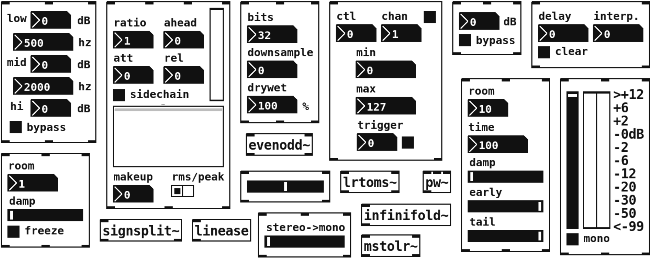 low 0 dB
500 hz
mid 0 dB
2000 hz
hi 0 dB
bypass
room
1
damp
freeze
ratio ahead
1 0
att rel
0 0
sidechain
makeup rms/peak
0
signsplit~
linease
bits
32
downsample
0
drywet
100 %
evenodd~
stereo->mono
ctl chan
0 1
min
0
max
127
trigger
0
lrtoms~
pw~
infinifold~
mstolr~
0 dB
bypass
delay interp.
0 0
clear
room
10
time
100
damp
early
tail
>+12
+6
+2
-0dB
-2
-6
-12
-20
-30
-50
<-99
mono